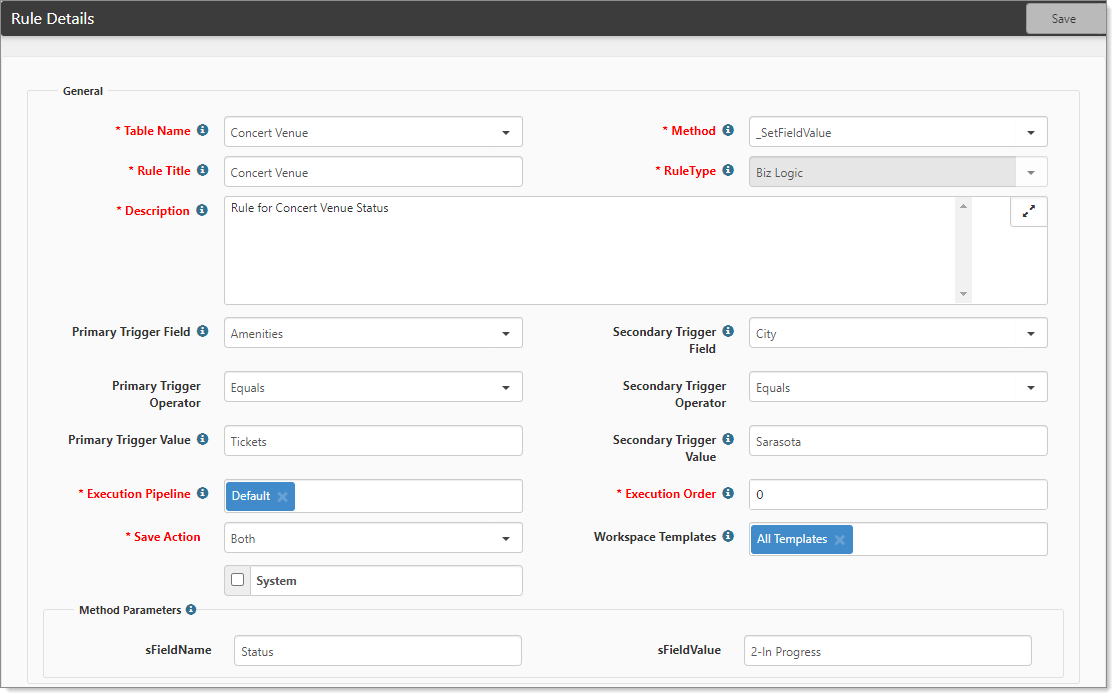 Rule Details
Save
General
* Table Name Concert Venue
* Method _SetFieldValue
* Rule Title Concert Venue
* RuleType Biz Logic
* Description Rule for Concert Venue Status
Primary Trigger Field Amenities
Secondary Trigger
Field
City
Primary Trigger
Operator
Equals
Secondary Trigger
Operator
Equals
Primary Trigger Value Tickets
Secondary Trigger
Value
Sarasota
* Execution Pipeline Default
* Execution Order 0
* Save Action Both
Workspace Templates All Templates
System
Method Parameters
sFieldName Status
sFieldValue 2-In Progress